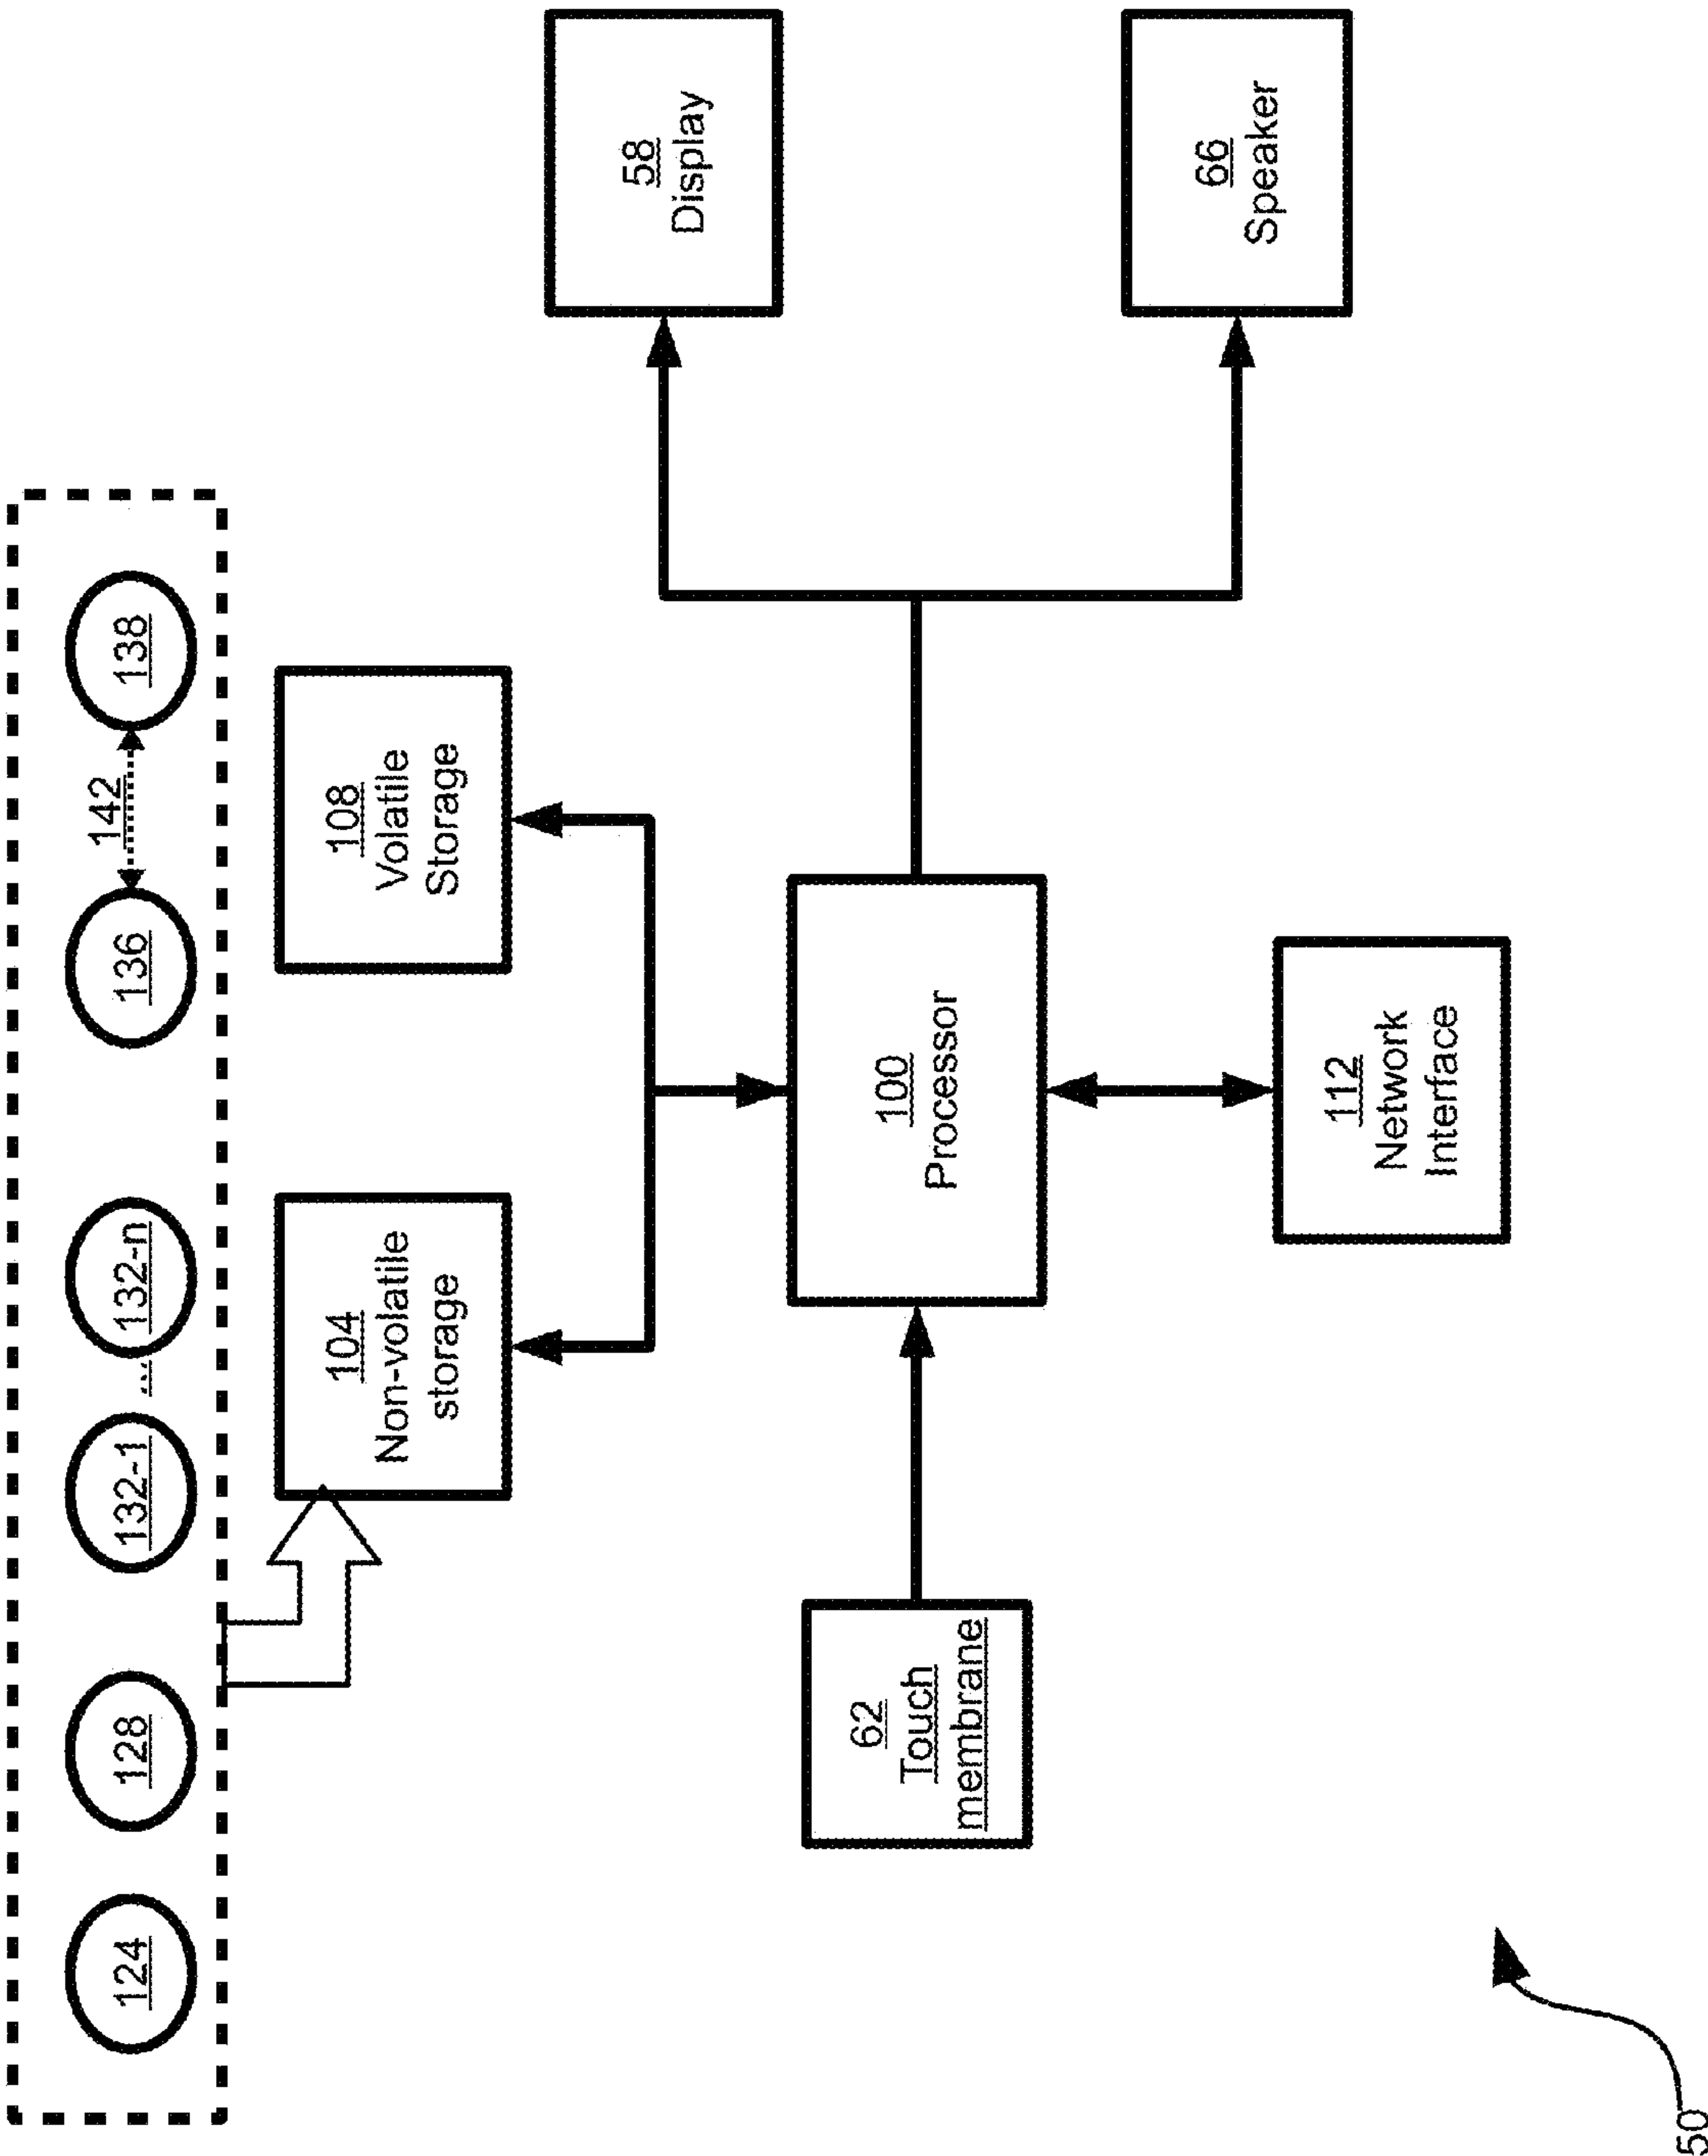 124
128
132-1
...
132-n
136
142
138
104
Non-volatile
storage
108
Volatile
Storage
62
Touch
membrane
100
Processor
58
Display
66
Speaker
112
Network
Interface
50